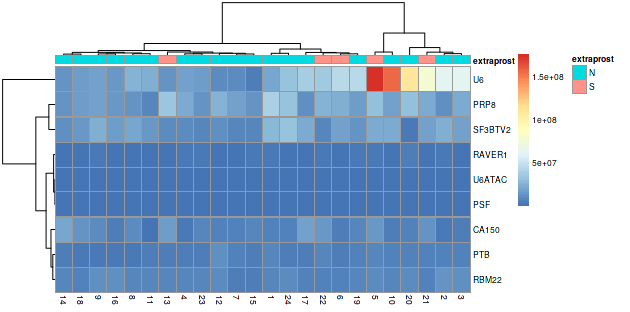 extraprost
extraprost
N
S
U6
PRP8
SF3BTV2
RAVER1
U6ATAC
PSF
CA150
PTB
RBM22
1.5e+08
1e+08
5e+07
14 18 9 16 8 11 13 4 23 12 7 15 1 24 17 22 6 19 5 10 20 21 2 3